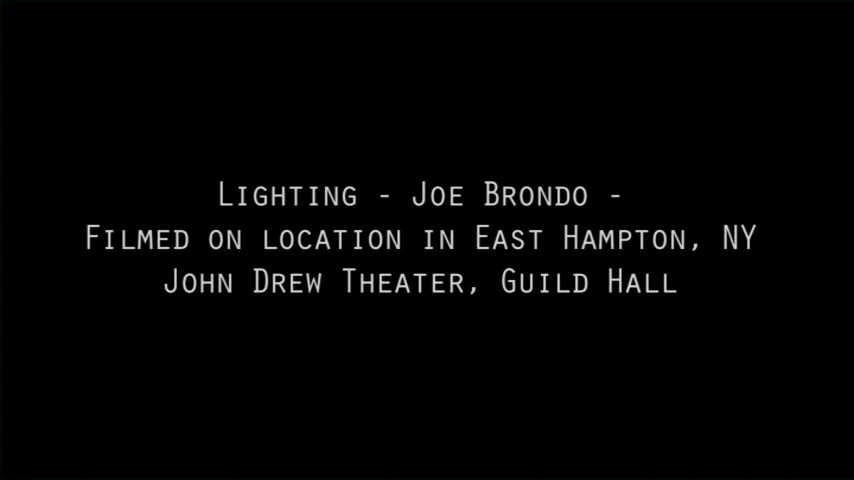 Lighting - Joe Brondo -
Filmed on location in East Hampton, NY
John Drew Theater, Guild Hall